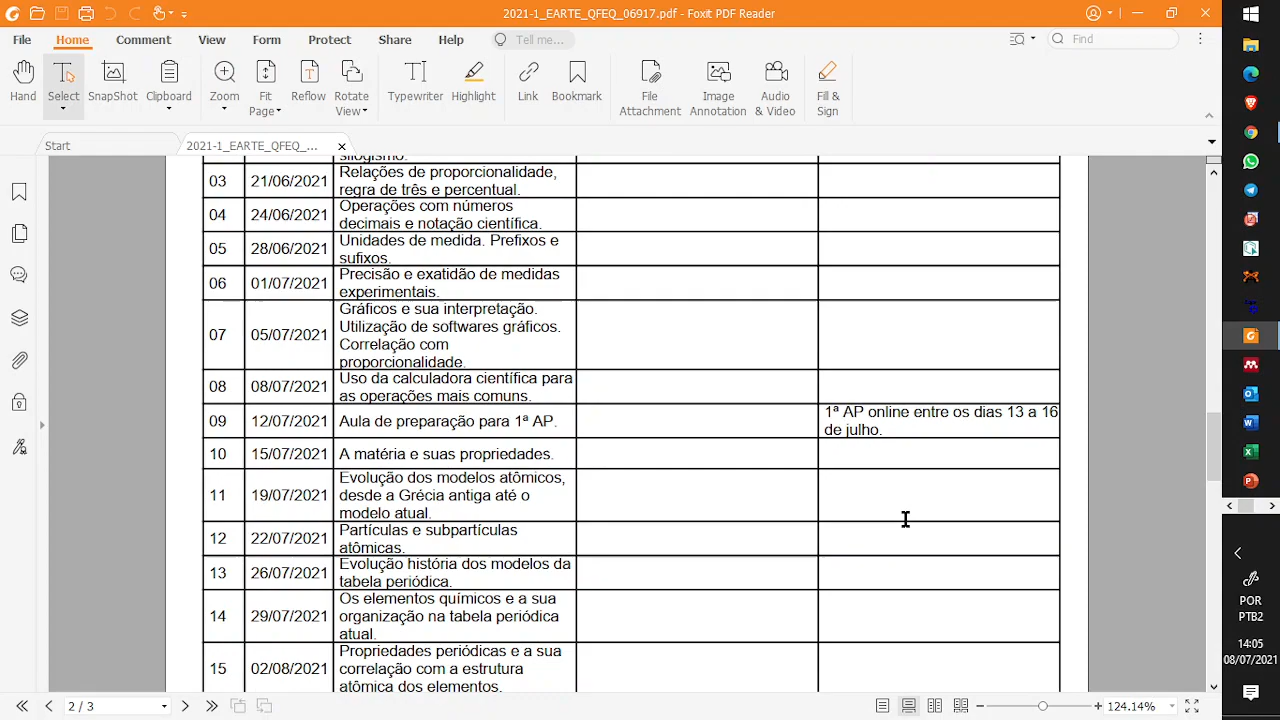 2021-1_EARTE_QFEQ_06917.pdf - Foxit PDF Reader
File Home Comment View Form Protect Share Help Tell me... Find
Hand Select SnapShot Clipboard Zoom Fit Page Reflow Rotate View Typewriter Highlight Link Bookmark File Attachment Image Annotation Audio & Video Fill & Sign
Start 2021-1_EARTE_QFEQ_...
silogismo.
03 21/06/2021 Relações de proporcionalidade,
regra de três e percentual.
04 24/06/2021 Operações com números
decimais e notação científica.
05 28/06/2021 Unidades de medida. Prefixos e
sufixos.
06 01/07/2021 Precisão e exatidão de medidas
experimentais.
07 05/07/2021 Gráficos e sua interpretação.
Utilização de softwares gráficos.
Correlação com
proporcionalidade.
08 08/07/2021 Uso da calculadora científica para
as operações mais comuns.
09 12/07/2021 Aula de preparação para 1ª AP. 1ª AP online entre os dias 13 a 16
de julho.
10 15/07/2021 A matéria e suas propriedades.
11 19/07/2021 Evolução dos modelos atômicos,
desde a Grécia antiga até o
modelo atual.
12 22/07/2021 Partículas e subpartículas
atômicas.
13 26/07/2021 Evolução história dos modelos da
tabela periódica.
14 29/07/2021 Os elementos químicos e a sua
organização na tabela periódica
atual.
15 02/08/2021 Propriedades periódicas e a sua
correlação com a estrutura
atômica dos elementos.
2 / 3 124.14%
POR
PTB2
14:05
08/07/2021